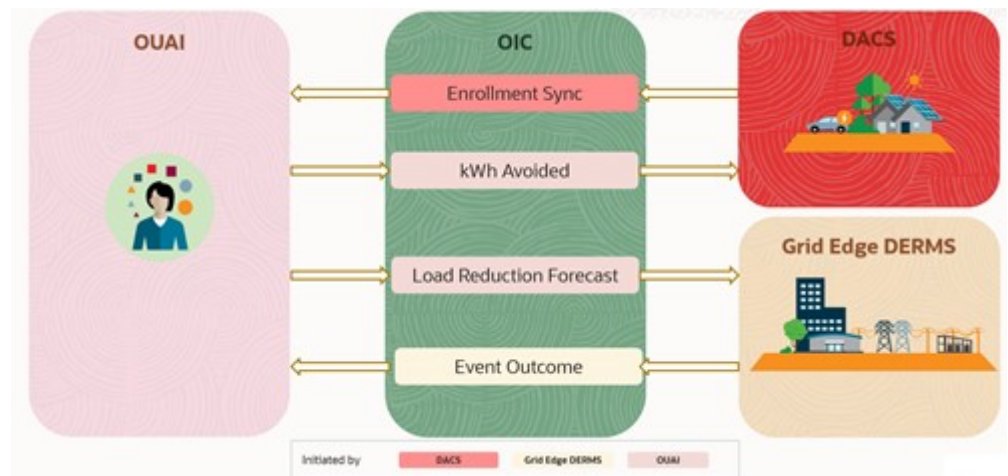 OUAI
OIC
DACS
Enrollment Sync
kWh Avoided
Grid Edge DERMS
Load Reduction Forecast
Event Outcome
Initiated by DACS Grid Edge DERMS OUAI